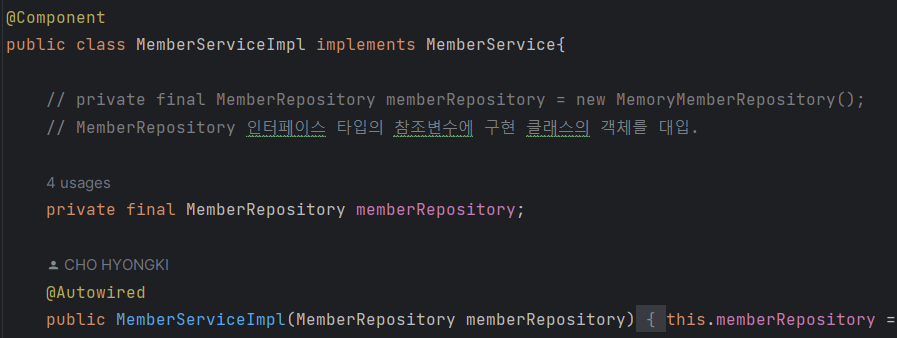 @Component
public class MemberServiceImpl implements MemberService{
// private final MemberRepository memberRepository = new MemoryMemberRepository();
// MemberRepository 인터페이스 타입의 참조변수에 구현 클래스의 객체를 대입.
4 usages
private final MemberRepository memberRepository;
CHO HYONGKI
@Autowired
public MemberServiceImpl(MemberRepository memberRepository) { this.memberRepository =